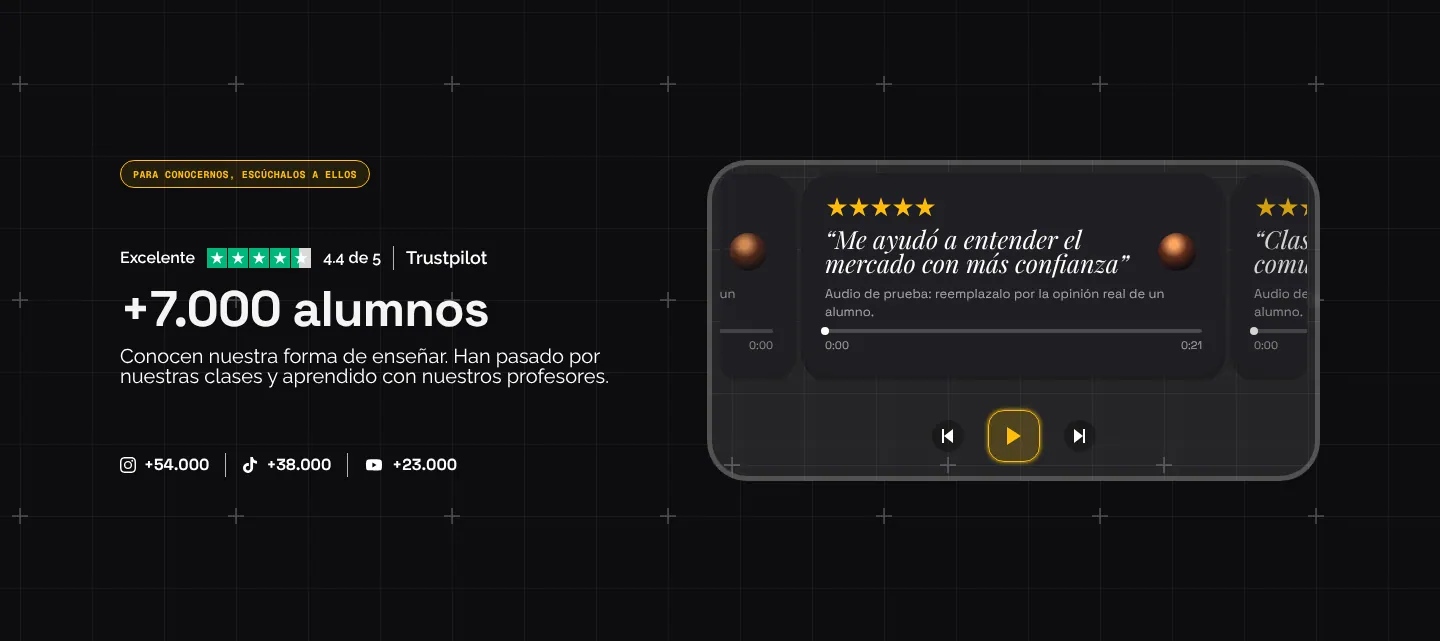 PARA CONOCERNOS, ESCÚCHALOS A ELLOS
Excelente 4.4 de 5 Trustpilot
+7.000 alumnos
Conocen nuestra forma de enseñar. Han pasado por
nuestras clases y aprendido con nuestros profesores.
+54.000 +38.000 +23.000
un
0:00
“Me ayudó a entender el
mercado con más confianza”
Audio de prueba: reemplazalo por la opinión real de un
alumno.
0:00 0:21
“Clas
comu
Audio de
alumno.
0:00